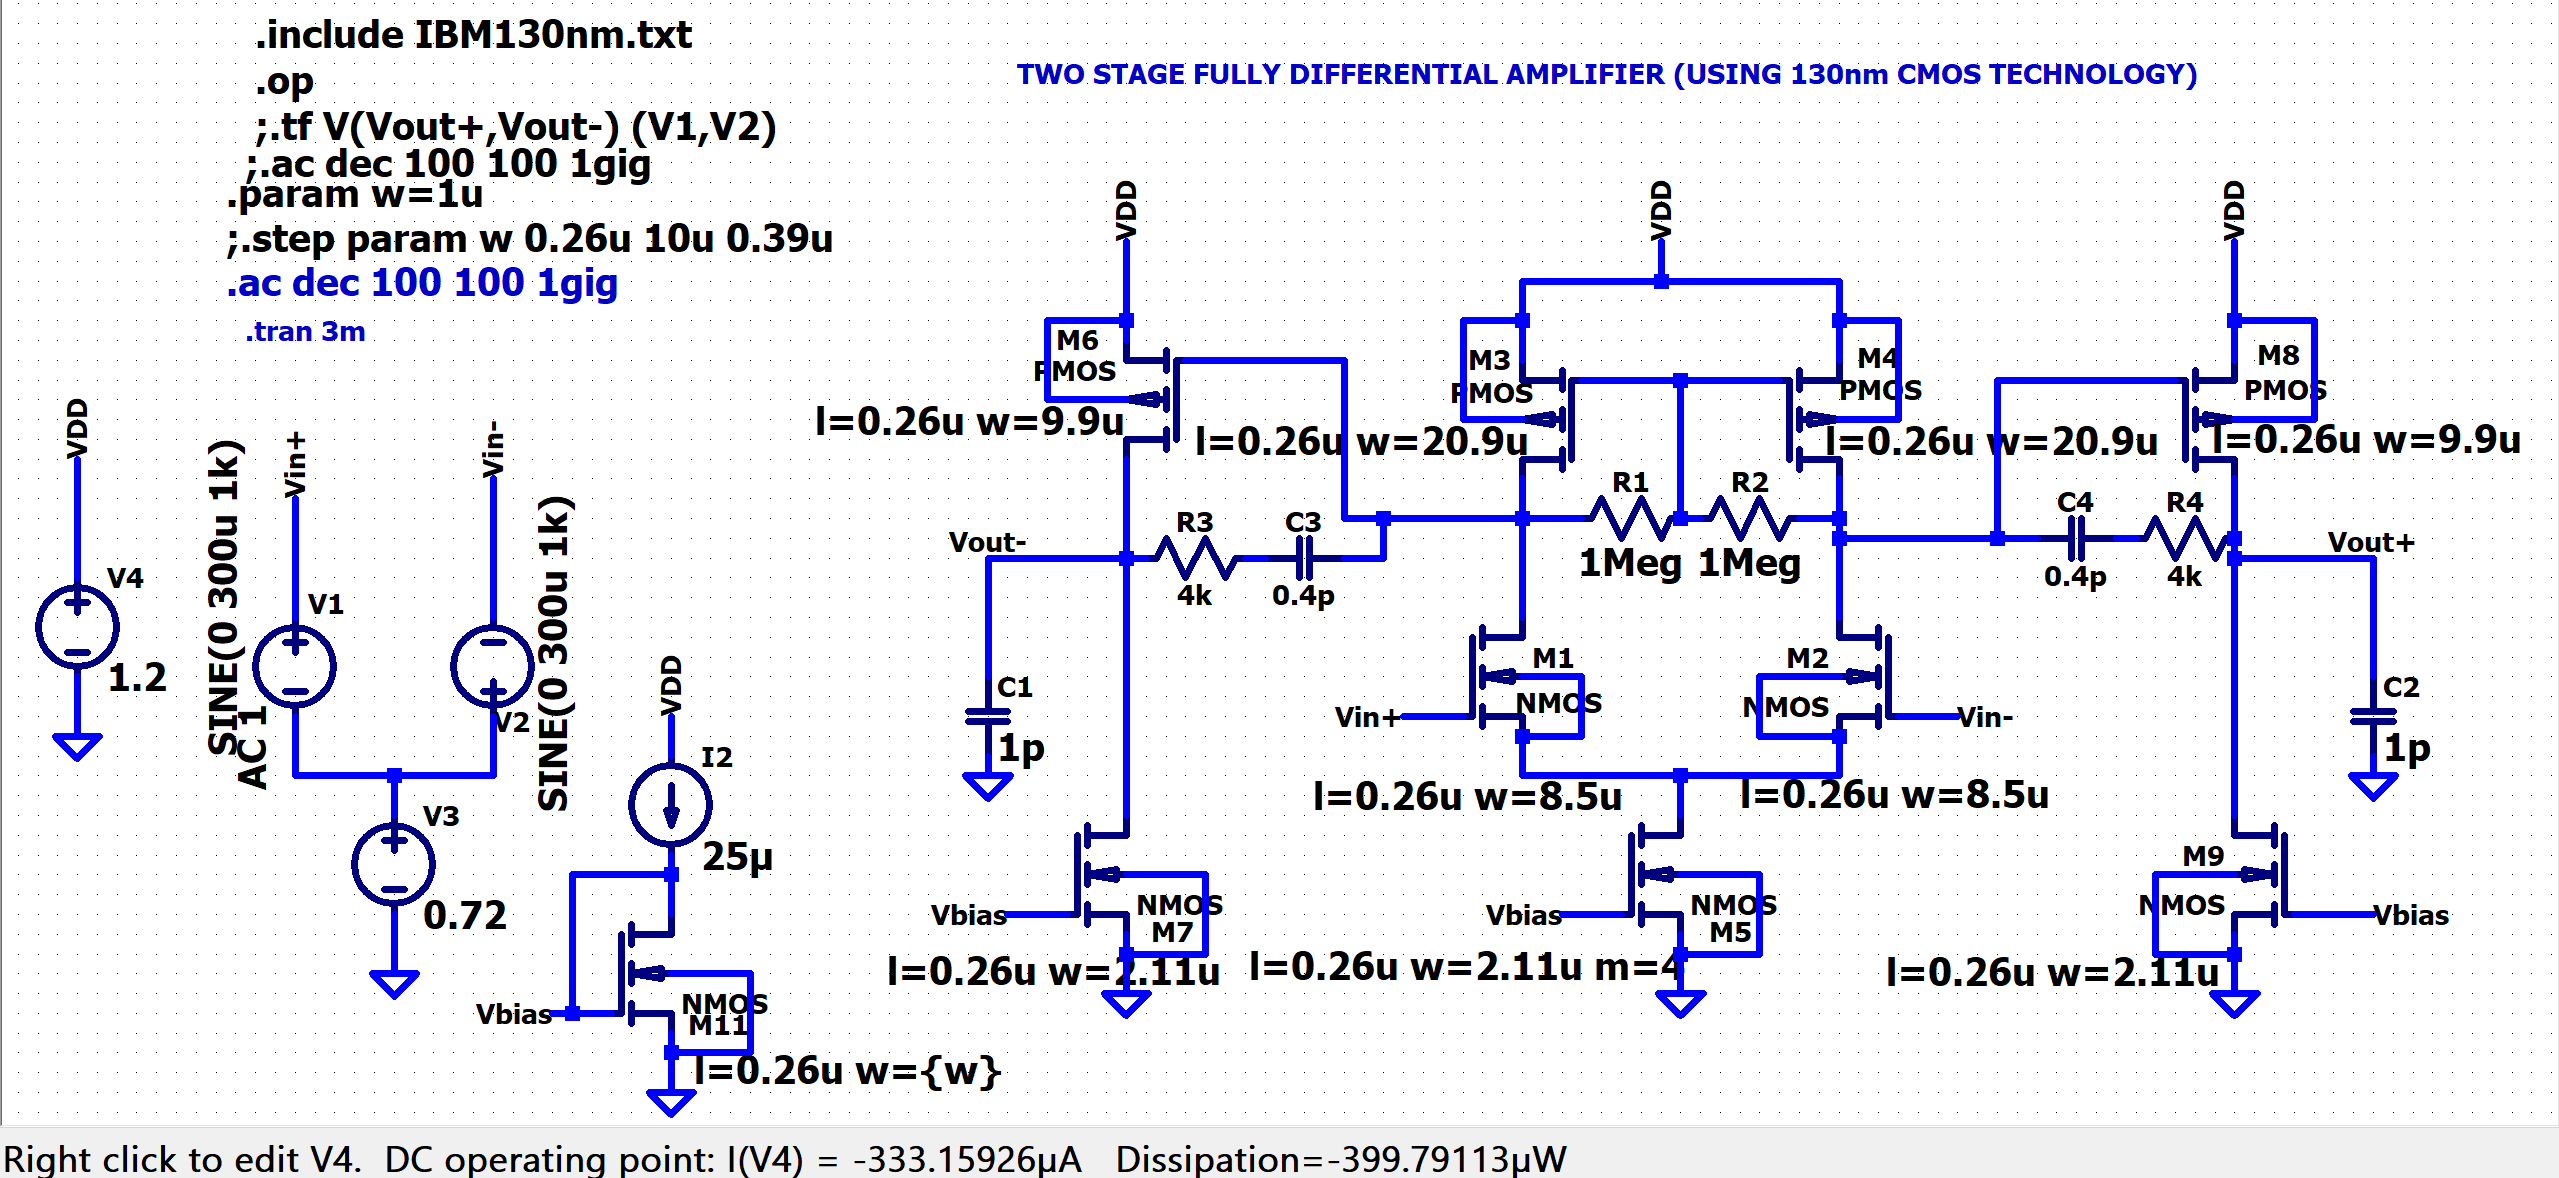 .include IBM130nm.txt
.op
;.tf V(Vout+,Vout-) (V1,V2)
;.ac dec 100 100 1gig
.param w=1u
;.step param w 0.26u 10u 0.39u
.ac dec 100 100 1gig
.tran 3m
TWO STAGE FULLY DIFFERENTIAL AMPLIFIER (USING 130nm CMOS TECHNOLOGY)
VDD
V4
1.2
Vin+
SINE(0 300u 1k)
AC 1
V1
Vin-
V2
SINE(0 300u 1k)
V3
0.72
VDD
I2
25µ
Vbias
NMOS
M11
l=0.26u w={w}
VDD
M6
PMOS
l=0.26u w=9.9u
Vout-
R3
4k
C3
0.4p
C1
1p
Vbias
NMOS
M7
l=0.26u w=2.11u
VDD
M3
PMOS
l=0.26u w=20.9u
M4
PMOS
l=0.26u w=20.9u
R1
1Meg
R2
1Meg
Vin+
M1
NMOS
l=0.26u w=8.5u
M2
NMOS
Vin-
l=0.26u w=8.5u
Vbias
NMOS
M5
l=0.26u w=2.11u m=4
VDD
M8
PMOS
l=0.26u w=9.9u
C4
0.4p
R4
4k
Vout+
C2
1p
M9
NMOS
Vbias
l=0.26u w=2.11u
Right click to edit V4. DC operating point: I(V4) = -333.15926µA Dissipation=-399.79113µW